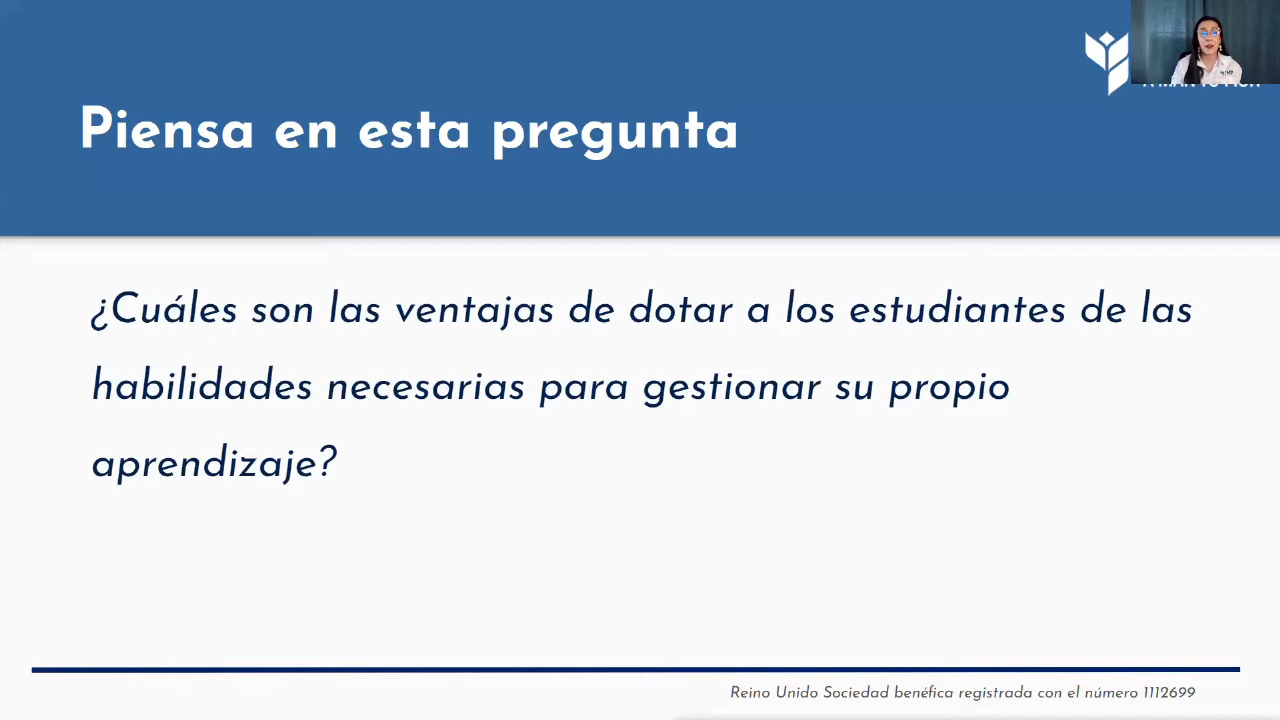 Piensa en esta pregunta
¿Cuáles son las ventajas de dotar a los estudiantes de las
habilidades necesarias para gestionar su propio
aprendizaje?
Reino Unido Sociedad benéfica registrada con el número 1112699